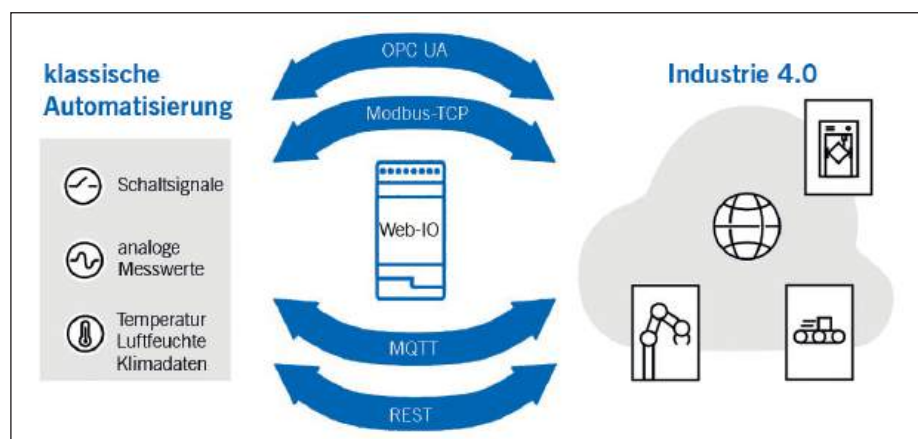 klassische
Automatisierung
Schaltsignale
analoge
Messwerte
Temperatur
Luftfeuchte
Klimadaten
OPC UA
Modbus-TCP
Web-IO
MQTT
REST
Industrie 4.0